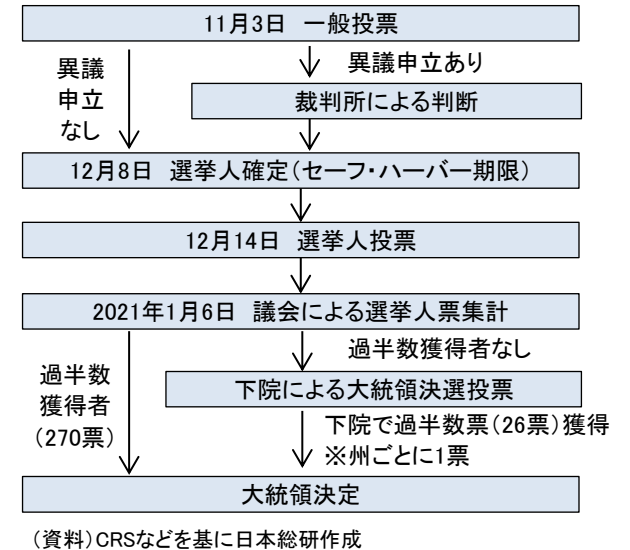 11月3日 一般投票
異議
申立
なし
異議申立あり
裁判所による判断
12月8日 選挙人確定（セーフ・ハーバー期限）
12月14日 選挙人投票
2021年1月6日 議会による選挙人票集計
過半数
獲得者
（270票）
過半数獲得者なし
下院による大統領決選投票
下院で過半数票（26票）獲得
※州ごとに1票
大統領決定
（資料）CRSなどを基に日本総研作成